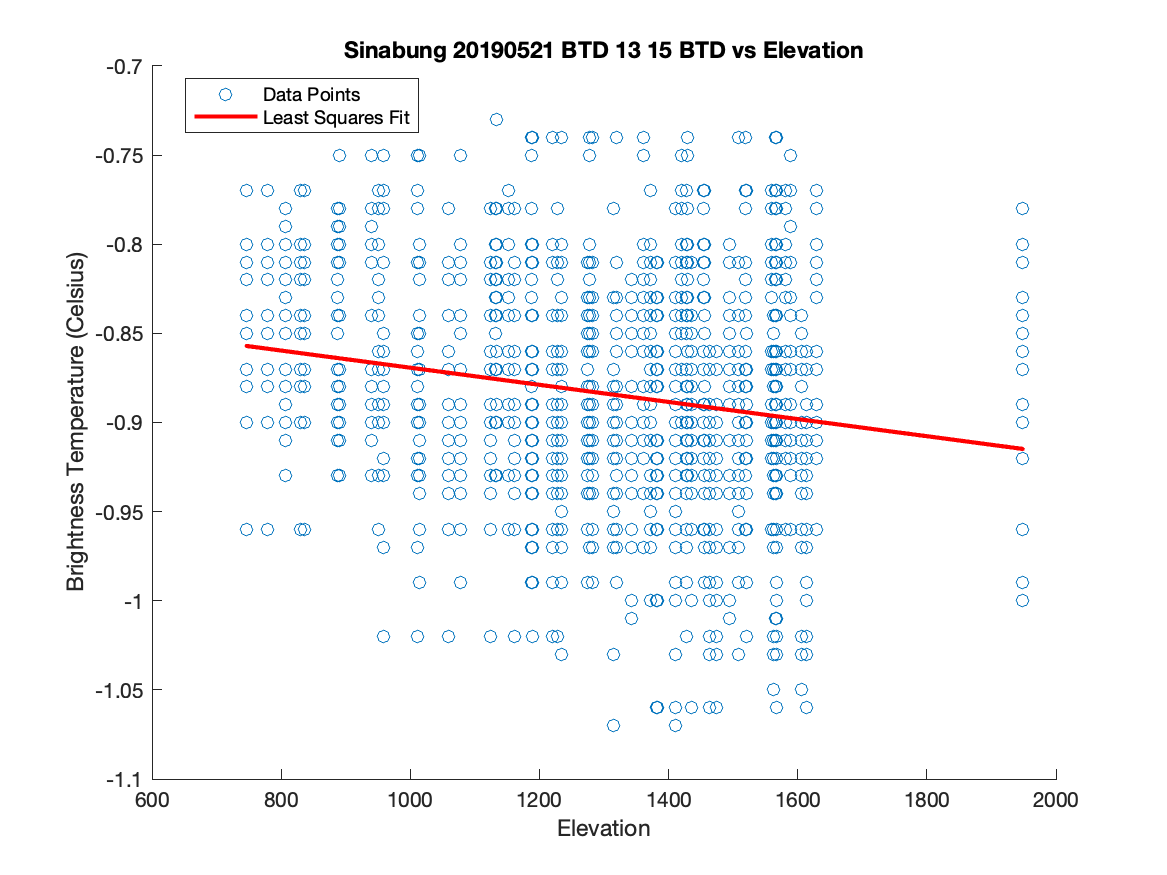 Sinabung 20190521 BTD 13 15 BTD vs Elevation
Data Points
Least Squares Fit
Brightness Temperature (Celsius)
-0.7
-0.75
-0.8
-0.85
-0.9
-0.95
-1
-1.05
-1.1
600 800 1000 1200 1400 1600 1800 2000
Elevation